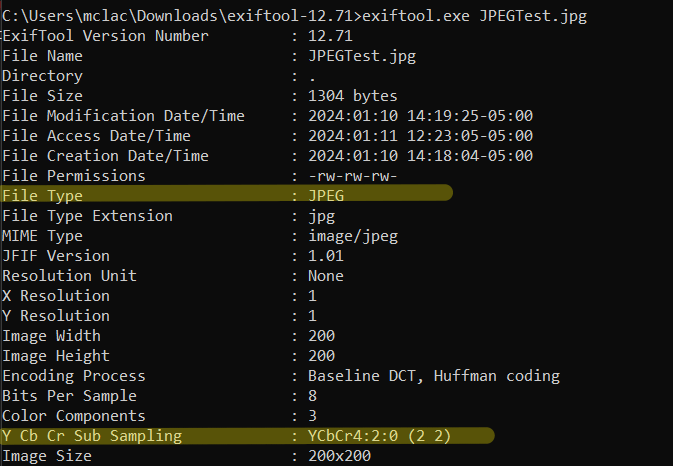 C:\Users\mclac\Downloads\exiftool-12.71>exiftool.exe JPEGTest.jpg
ExifTool Version Number : 12.71
File Name : JPEGTest.jpg
Directory : .
File Size : 1304 bytes
File Modification Date/Time : 2024:01:10 14:19:25-05:00
File Access Date/Time : 2024:01:11 12:23:05-05:00
File Creation Date/Time : 2024:01:10 14:18:04-05:00
File Permissions : -rw-rw-rw-
File Type : JPEG
File Type Extension : jpg
MIME Type : image/jpeg
JFIF Version : 1.01
Resolution Unit : None
X Resolution : 1
Y Resolution : 1
Image Width : 200
Image Height : 200
Encoding Process : Baseline DCT, Huffman coding
Bits Per Sample : 8
Color Components : 3
Y Cb Cr Sub Sampling : YCbCr4:2:0 (2 2)
Image Size : 200x200